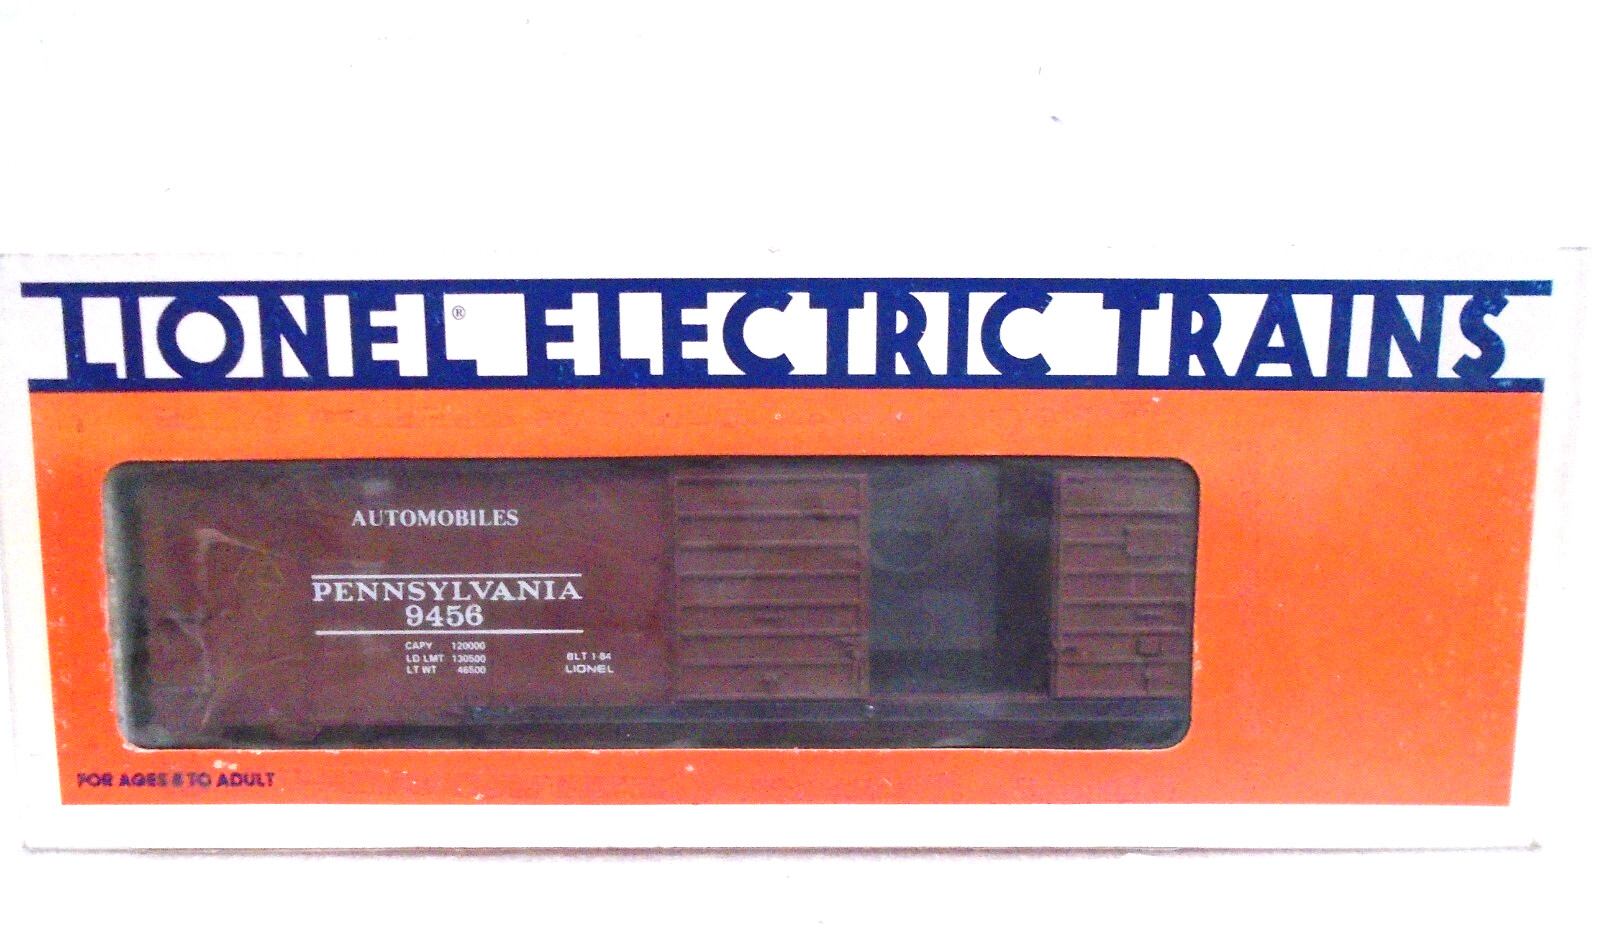 LIONEL® ELECTRIC TRAINS
AUTOMOBILES
PENNSYLVANIA
9456
CAPY 120000
LD LMT 130500
LT WT 46500
BLT 1-84
LIONEL
FOR AGES 8 TO ADULT